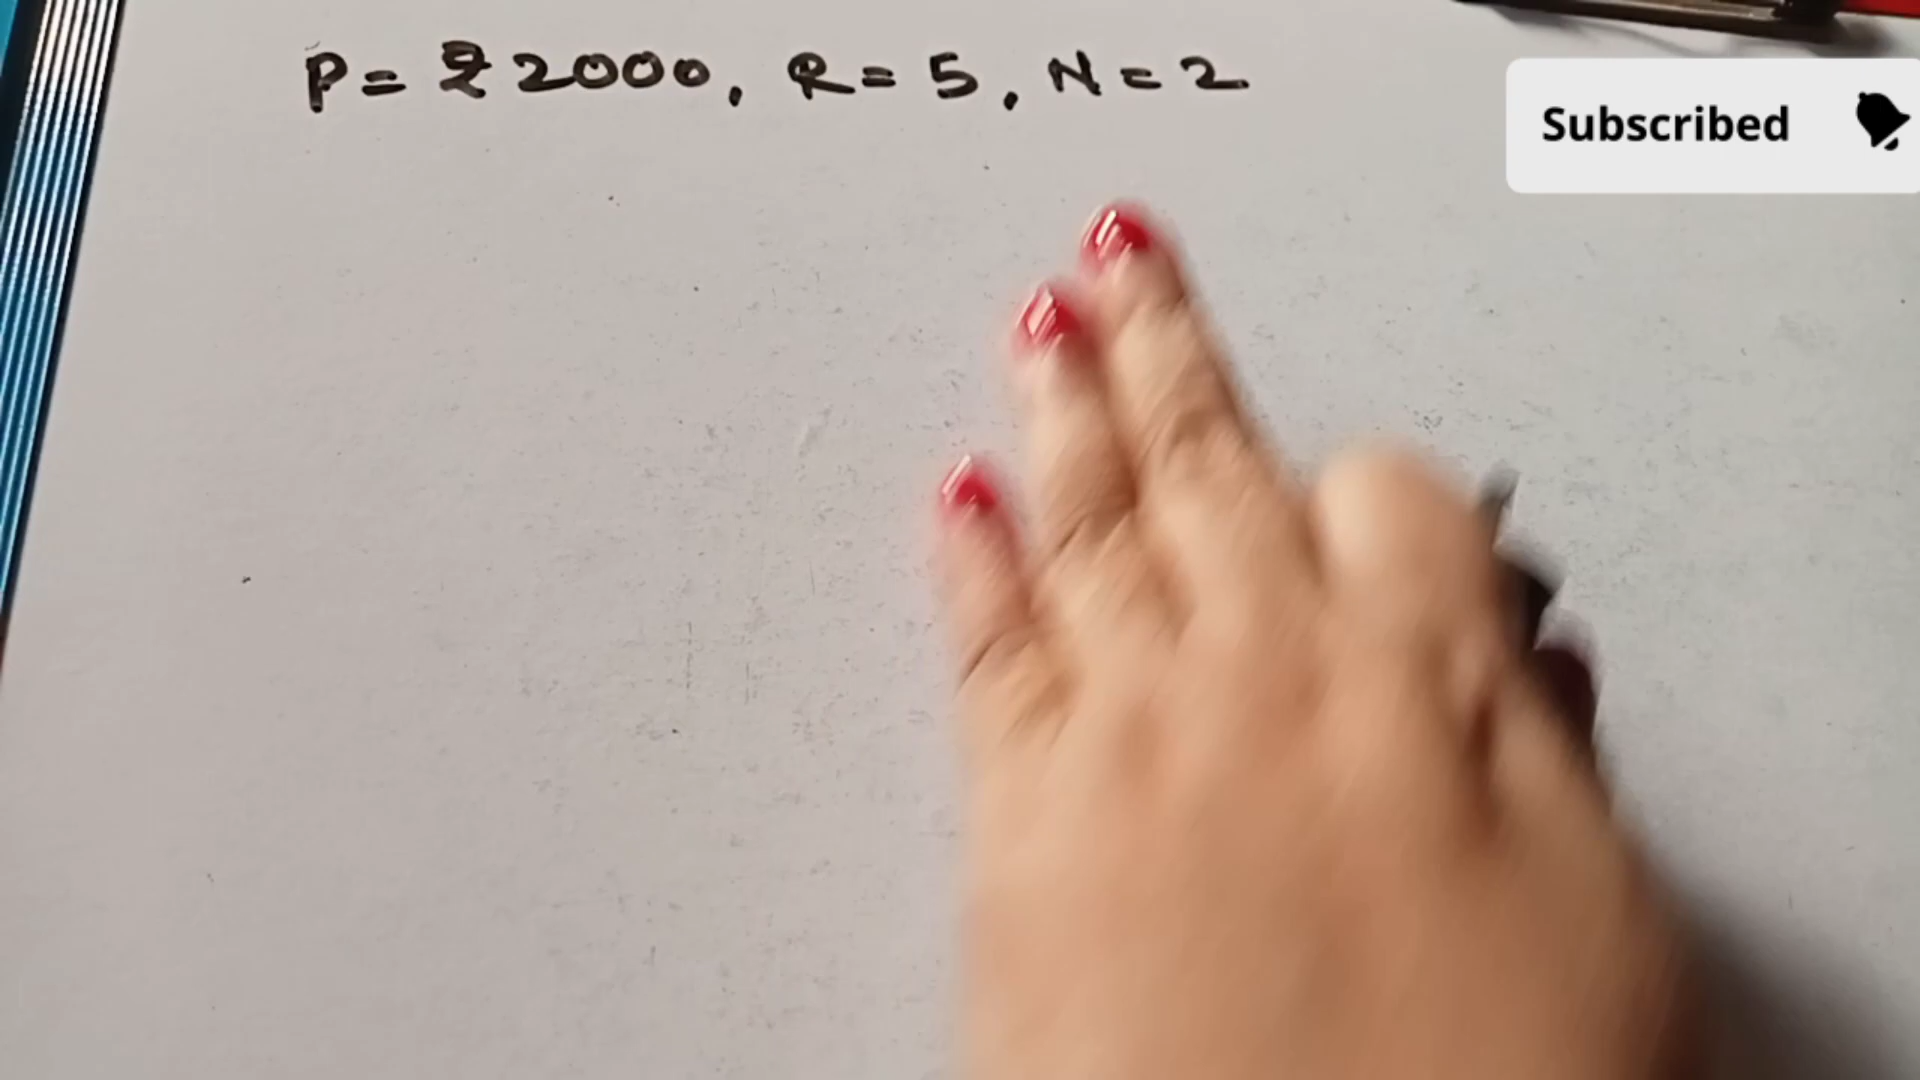 P = ₹ 2000, R = 5, N = 2
Subscribed